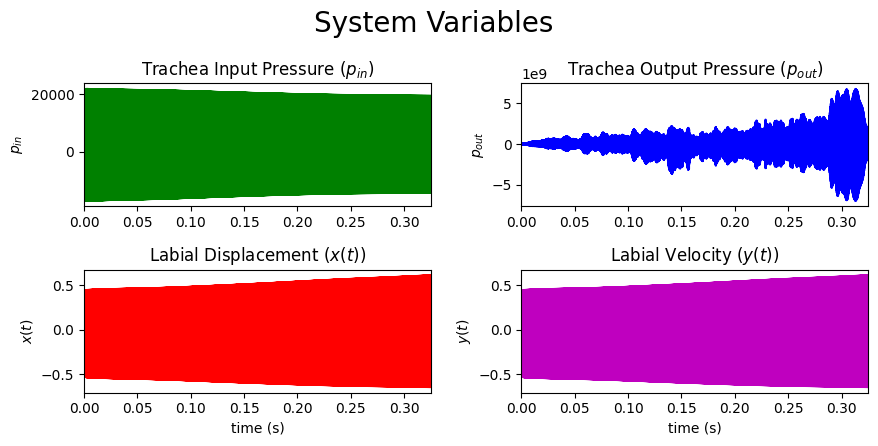 System Variables
Trachea Input Pressure (p_in)
p_in
20000
0
0.00 0.05 0.10 0.15 0.20 0.25 0.30
Trachea Output Pressure (p_out)
1e9
p_out
5
0
−5
0.00 0.05 0.10 0.15 0.20 0.25 0.30
Labial Displacement (x(t))
x(t)
0.5
0.0
−0.5
0.00 0.05 0.10 0.15 0.20 0.25 0.30
time (s)
Labial Velocity (y(t))
y(t)
0.5
0.0
−0.5
0.00 0.05 0.10 0.15 0.20 0.25 0.30
time (s)